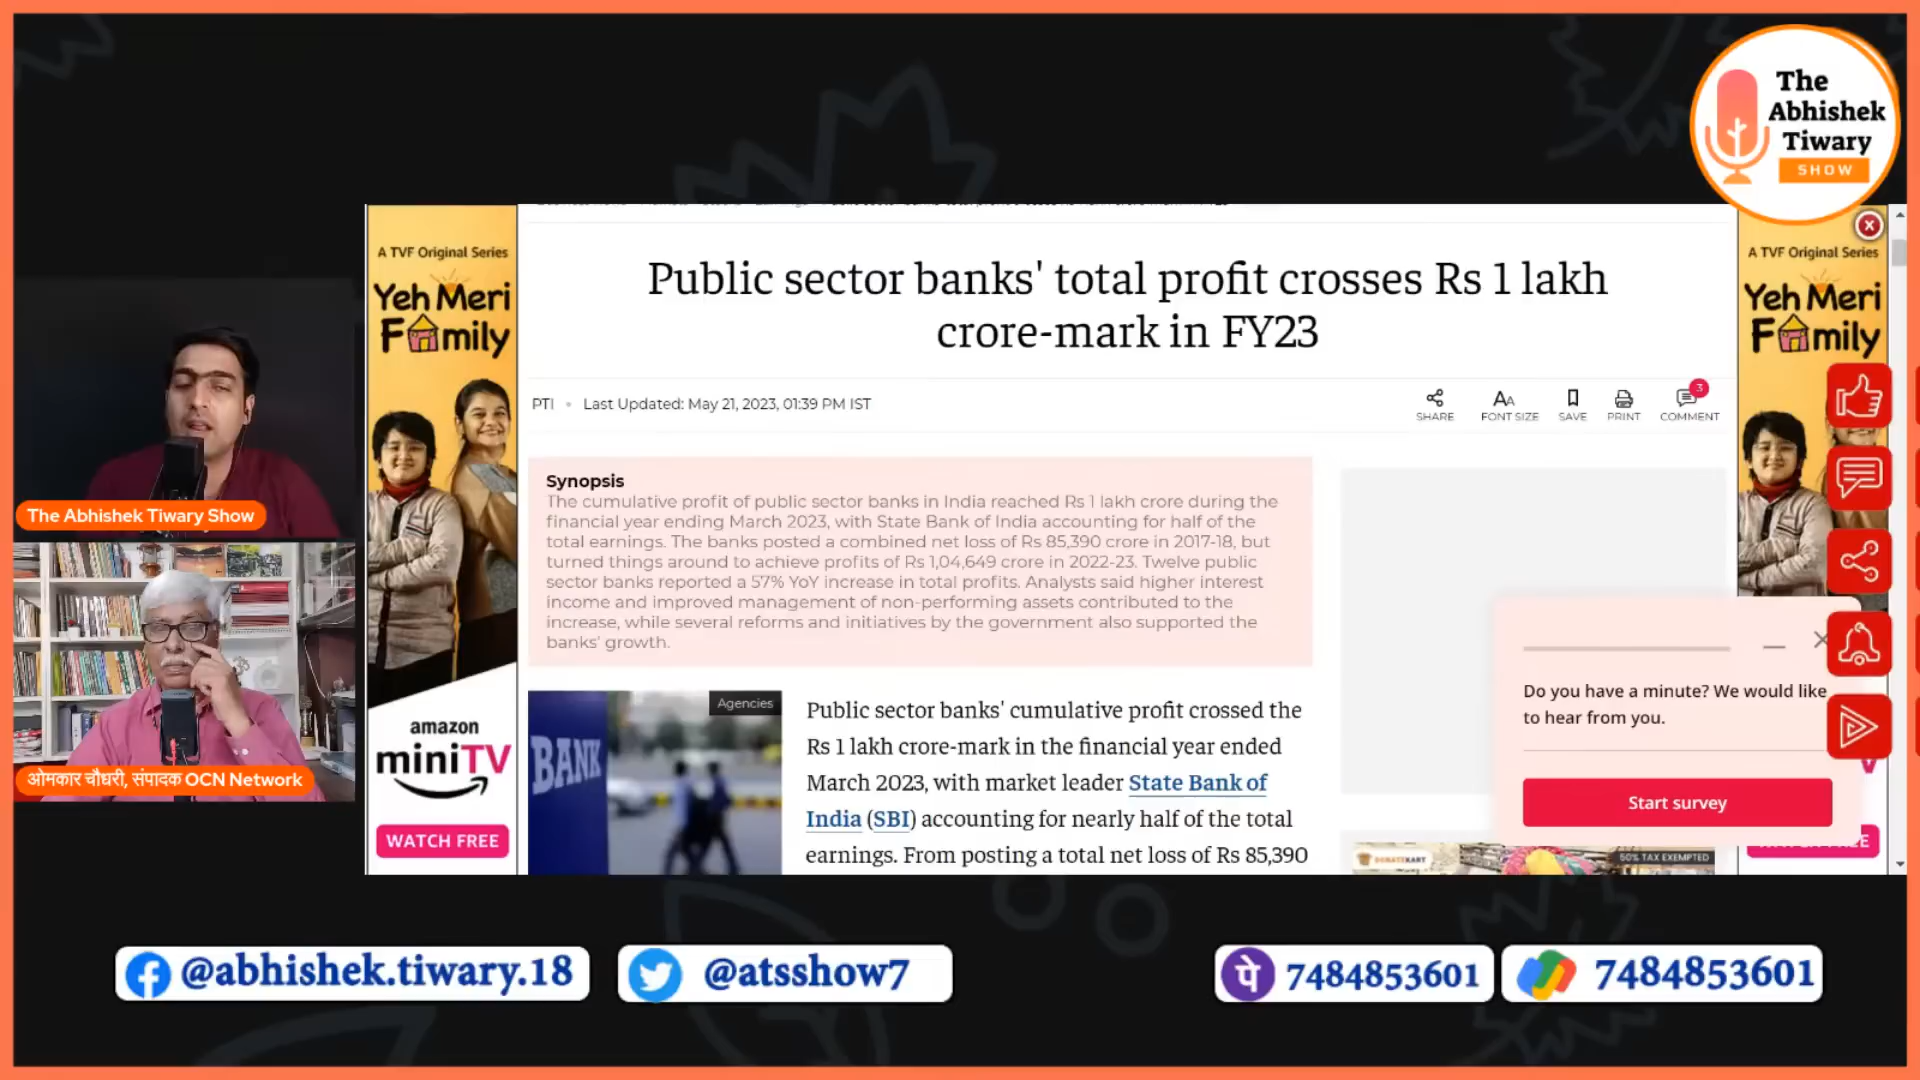 The
Abhishek
Tiwary
SHOW
A TVF Original Series
Yeh Meri
Family
amazon
miniTV
WATCH FREE
Public sector banks' total profit crosses Rs 1 lakh
crore-mark in FY23
PTI • Last Updated: May 21, 2023, 01:39 PM IST
SHARE
FONT SIZE
SAVE
PRINT
3
COMMENT
Synopsis
The cumulative profit of public sector banks in India reached Rs 1 lakh crore during the
financial year ending March 2023, with State Bank of India accounting for half of the
total earnings. The banks posted a combined net loss of Rs 85,390 crore in 2017-18, but
turned things around to achieve profits of Rs 1,04,649 crore in 2022-23. Twelve public
sector banks reported a 57% YoY increase in total profits. Analysts said higher interest
income and improved management of non-performing assets contributed to the
increase, while several reforms and initiatives by the government also supported the
banks' growth.
Agencies
BANK
Public sector banks' cumulative profit crossed the
Rs 1 lakh crore-mark in the financial year ended
March 2023, with market leader State Bank of
India (SBI) accounting for nearly half of the total
earnings. From posting a total net loss of Rs 85,390
A TVF Original Series
Yeh Meri
Family
Do you have a minute? We would like
to hear from you.
Start survey
DONATEKART
50% TAX EXEMPTED
The Abhishek Tiwary Show
ओमकार चौधरी, संपादक OCN Network
@abhishek.tiwary.18
@atsshow7
पे 7484853601
7484853601